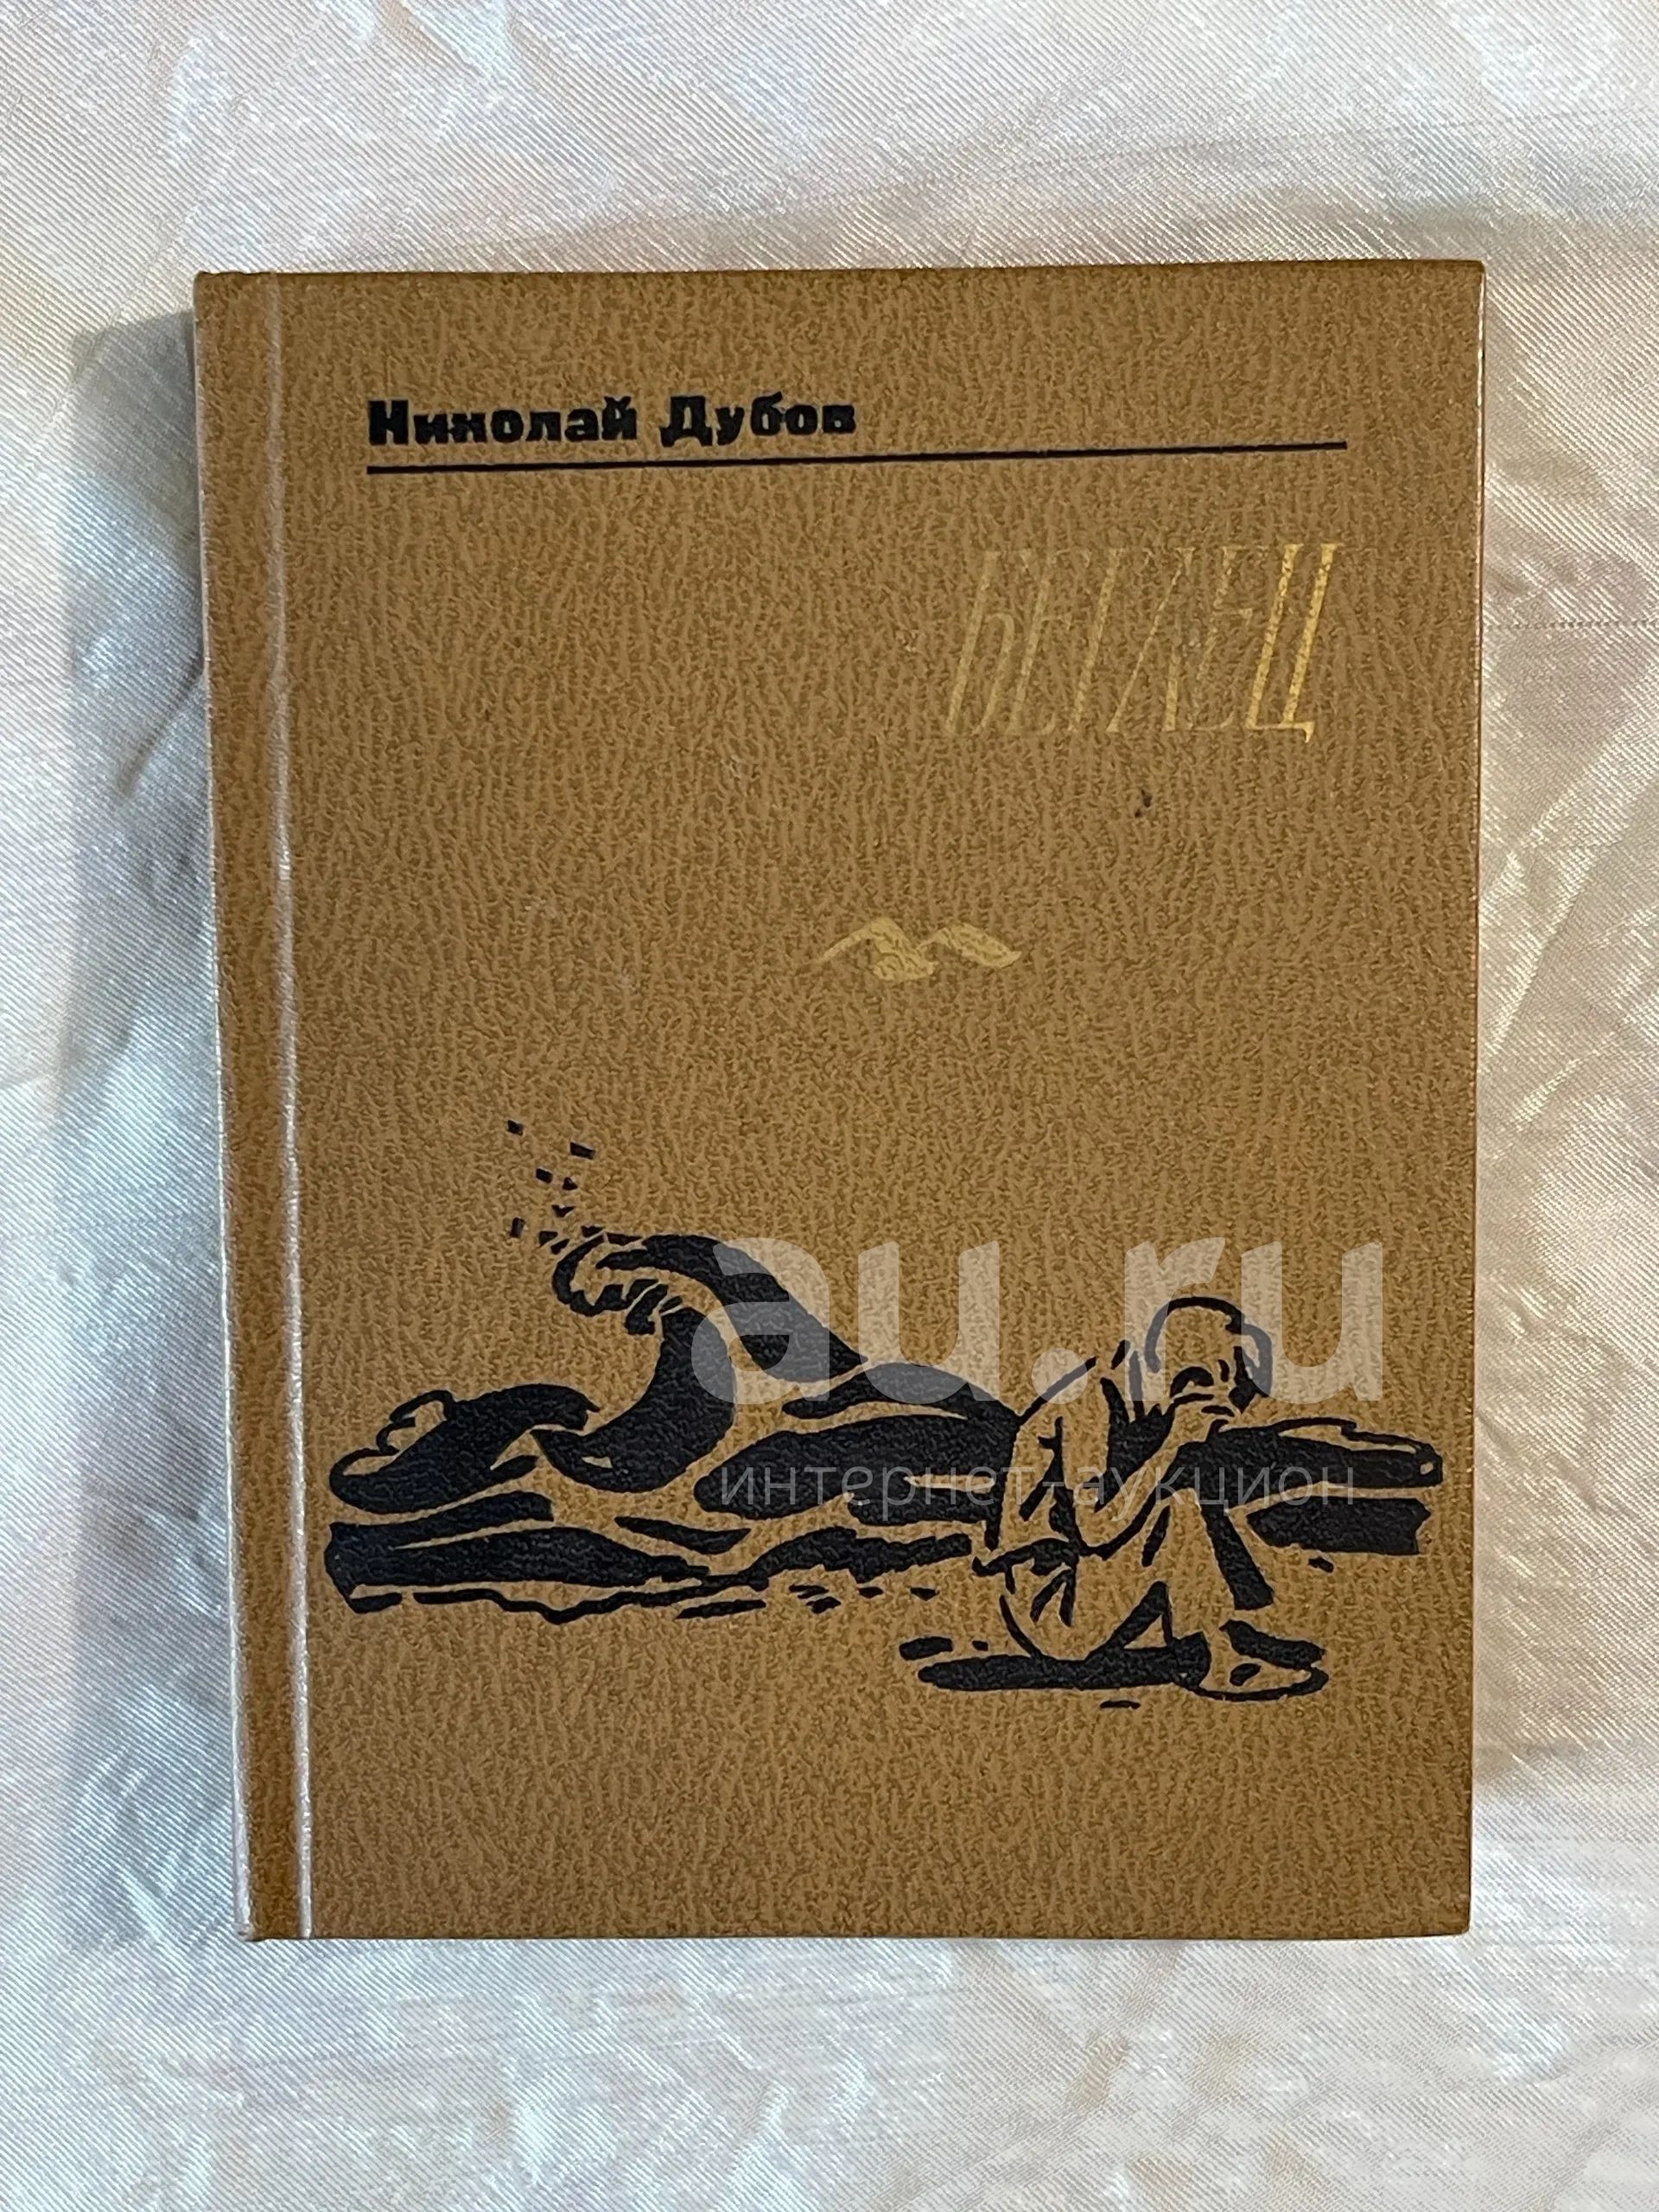 Николай Дубов
БЕГЛЕЦ
au.ru
интернет-аукцион